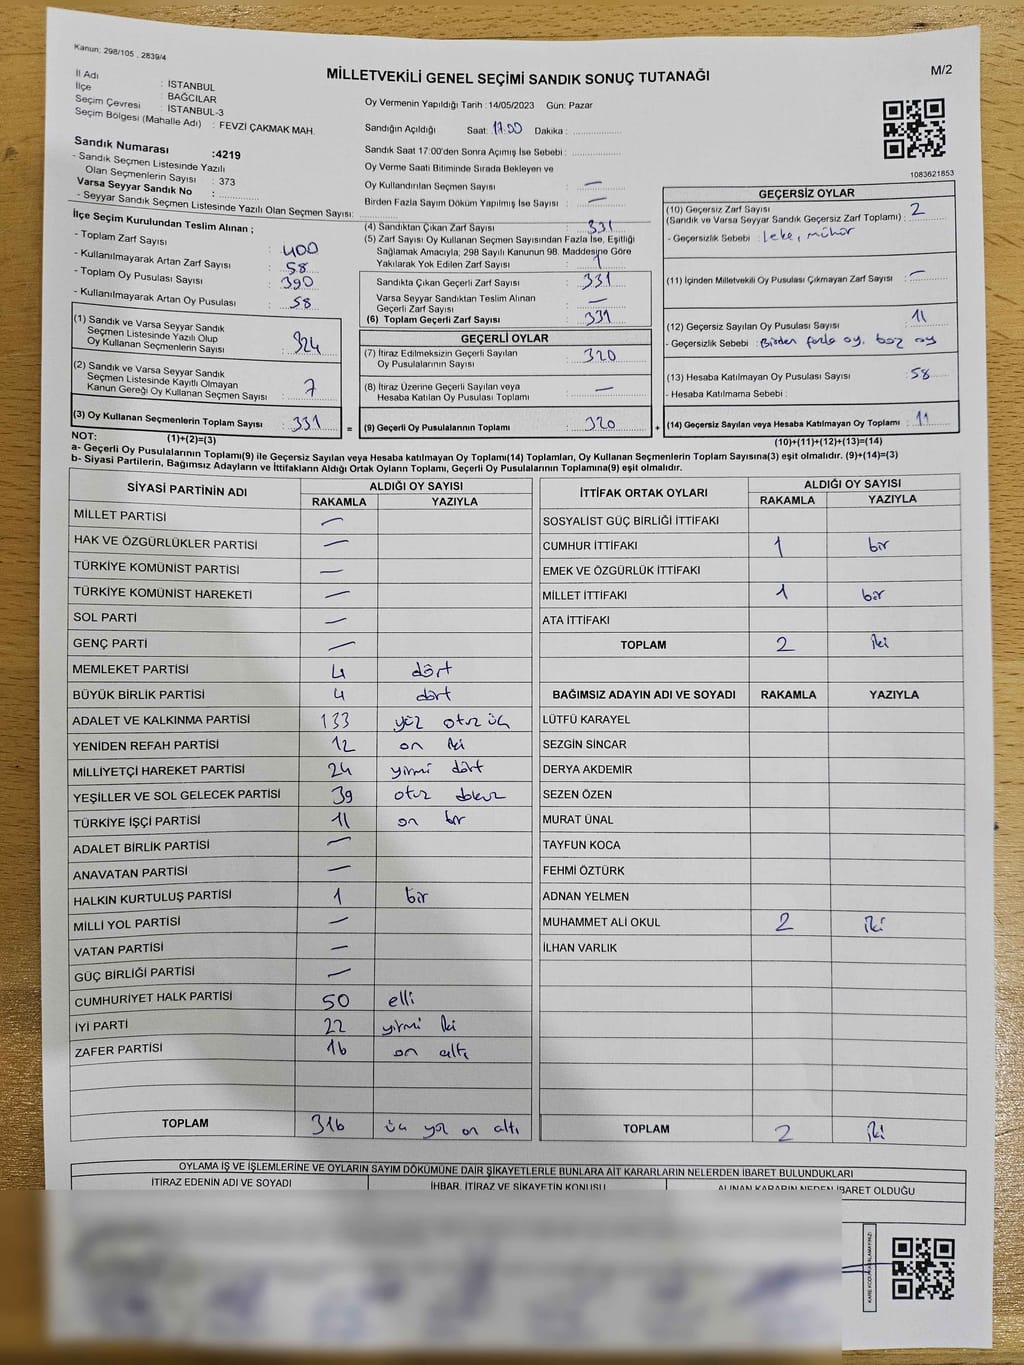 Kanun; 298/105 , 2839/4
MİLLETVEKİLİ GENEL SEÇİMİ SANDIK SONUÇ TUTANAĞI
M/2
İl Adı : İSTANBUL
İlçe : BAĞCILAR
Seçim Çevresi : İSTANBUL-3
Seçim Bölgesi (Mahalle Adı) : FEVZİ ÇAKMAK MAH.
Oy Vermenin Yapıldığı Tarih :14/05/2023 Gün: Pazar
Sandığın Açıldığı Saat: 17.00 Dakika :
Sandık Saat 17:00'den Sonra Açımış İse Sebebi :
Oy Verme Saati Bitiminde Sırada Bekleyen ve
Oy Kullandırılan Seçmen Sayısı : —
Birden Fazla Sayım Döküm Yapılmış İse Sayısı : —
1083621853
Sandık Numarası :4219
- Sandık Seçmen Listesinde Yazılı
Olan Seçmenlerin Sayısı : 373
Varsa Seyyar Sandık No :
- Seyyar Sandık Seçmen Listesinde Yazılı Olan Seçmen Sayısı:
İlçe Seçim Kurulundan Teslim Alınan ;
- Toplam Zarf Sayısı : 400
- Kullanılmayarak Artan Zarf Sayısı : 58
- Toplam Oy Pusulası Sayısı : 390
- Kullanılmayarak Artan Oy Pusulası : 58
(1) Sandık ve Varsa Seyyar Sandık
Seçmen Listesinde Yazılı Olup
Oy Kullanan Seçmenlerin Sayısı : 324
(2) Sandık ve Varsa Seyyar Sandık
Seçmen Listesinde Kayıtlı Olmayan
Kanun Gereği Oy Kullanan Seçmen Sayısı : 7
(3) Oy Kullanan Seçmenlerin Toplam Sayısı : 331
(1)+(2)=(3)
(4) Sandıktan Çıkan Zarf Sayısı : 331
(5) Zarf Sayısı Oy Kullanan Seçmen Sayısından Fazla İse, Eşitliği
Sağlamak Amacıyla; 298 Sayılı Kanunun 98. Maddesine Göre
Yakılarak Yok Edilen Zarf Sayısı :
Sandıkta Çıkan Geçerli Zarf Sayısı : 331
Varsa Seyyar Sandıktan Teslim Alınan
Geçerli Zarf Sayısı : —
(6) Toplam Geçerli Zarf Sayısı : 331
GEÇERLİ OYLAR
(7) İtiraz Edilmeksizin Geçerli Sayılan
Oy Pusulalarının Sayısı : 320
(8) İtiraz Üzerine Geçerli Sayılan veya
Hesaba Katılan Oy Pusulası Toplamı : —
= (9) Geçerli Oy Pusulalarının Toplamı : 320
GEÇERSİZ OYLAR
(10) Geçersiz Zarf Sayısı
(Sandık ve Varsa Seyyar Sandık Geçersiz Zarf Toplamı) : 2
- Geçersizlik Sebebi : Leke, mühür
(11) İçinden Milletvekili Oy Pusulası Çıkmayan Zarf Sayısı : —
(12) Geçersiz Sayılan Oy Pusulası Sayısı : 11
- Geçersizlik Sebebi : Birden fazla oy, boş oy
(13) Hesaba Katılmayan Oy Pusulası Sayısı : 58
- Hesaba Katılmama Sebebi :
+ (14) Geçersiz Sayılan veya Hesaba Katılmayan Oy Toplamı : 11
(10)+(11)+(12)+(13)=(14)
NOT:
a- Geçerli Oy Pusulalarının Toplamı(9) ile Geçersiz Sayılan veya Hesaba katılmayan Oy Toplamı(14) Toplamları, Oy Kullanan Seçmenlerin Toplam Sayısına(3) eşit olmalıdır. (9)+(14)=(3)
b- Siyasi Partilerin, Bağımsız Adayların ve İttifakların Aldığı Ortak Oyların Toplamı, Geçerli Oy Pusulalarının Toplamına(9) eşit olmalıdır.
SİYASİ PARTİNİN ADI ALDIĞI OY SAYISI
RAKAMLA YAZIYLA
MİLLET PARTİSİ —
HAK VE ÖZGÜRLÜKLER PARTİSİ —
TÜRKİYE KOMÜNİST PARTİSİ —
TÜRKİYE KOMÜNİST HAREKETİ —
SOL PARTİ —
GENÇ PARTİ —
MEMLEKET PARTİSİ 4 dört
BÜYÜK BİRLİK PARTİSİ 4 dört
ADALET VE KALKINMA PARTİSİ 133 yüz otuz üç
YENİDEN REFAH PARTİSİ 12 on iki
MİLLİYETÇİ HAREKET PARTİSİ 24 yirmi dört
YEŞİLLER VE SOL GELECEK PARTİSİ 39 otuz dokuz
TÜRKİYE İŞÇİ PARTİSİ 11 on bir
ADALET BİRLİK PARTİSİ —
ANAVATAN PARTİSİ —
HALKIN KURTULUŞ PARTİSİ 1 bir
MİLLİ YOL PARTİSİ —
VATAN PARTİSİ —
GÜÇ BİRLİĞİ PARTİSİ —
CUMHURİYET HALK PARTİSİ 50 elli
İYİ PARTİ 22 yirmi iki
ZAFER PARTİSİ 16 on altı
TOPLAM 316 üç yüz on altı
İTTİFAK ORTAK OYLARI ALDIĞI OY SAYISI
RAKAMLA YAZIYLA
SOSYALİST GÜÇ BİRLİĞİ İTTİFAKI
CUMHUR İTTİFAKI 1 bir
EMEK VE ÖZGÜRLÜK İTTİFAKI
MİLLET İTTİFAKI 1 bir
ATA İTTİFAKI
TOPLAM 2 iki
BAĞIMSIZ ADAYIN ADI VE SOYADI RAKAMLA YAZIYLA
LÜTFÜ KARAYEL
SEZGİN SİNCAR
DERYA AKDEMİR
SEZEN ÖZEN
MURAT ÜNAL
TAYFUN KOCA
FEHMİ ÖZTÜRK
ADNAN YELMEN
MUHAMMET ALİ OKUL 2 iki
İLHAN VARLIK
TOPLAM 2 iki
OYLAMA İŞ VE İŞLEMLERİNE VE OYLARIN SAYIM DÖKÜMÜNE DAİR ŞİKAYETLERLE BUNLARA AİT KARARLARIN NELERDEN İBARET BULUNDUKLARI
İTİRAZ EDENİN ADI VE SOYADI İHBAR, İTİRAZ VE ŞİKAYETİN KONUSU ALINAN KARARIN NEDEN İBARET OLDUĞU